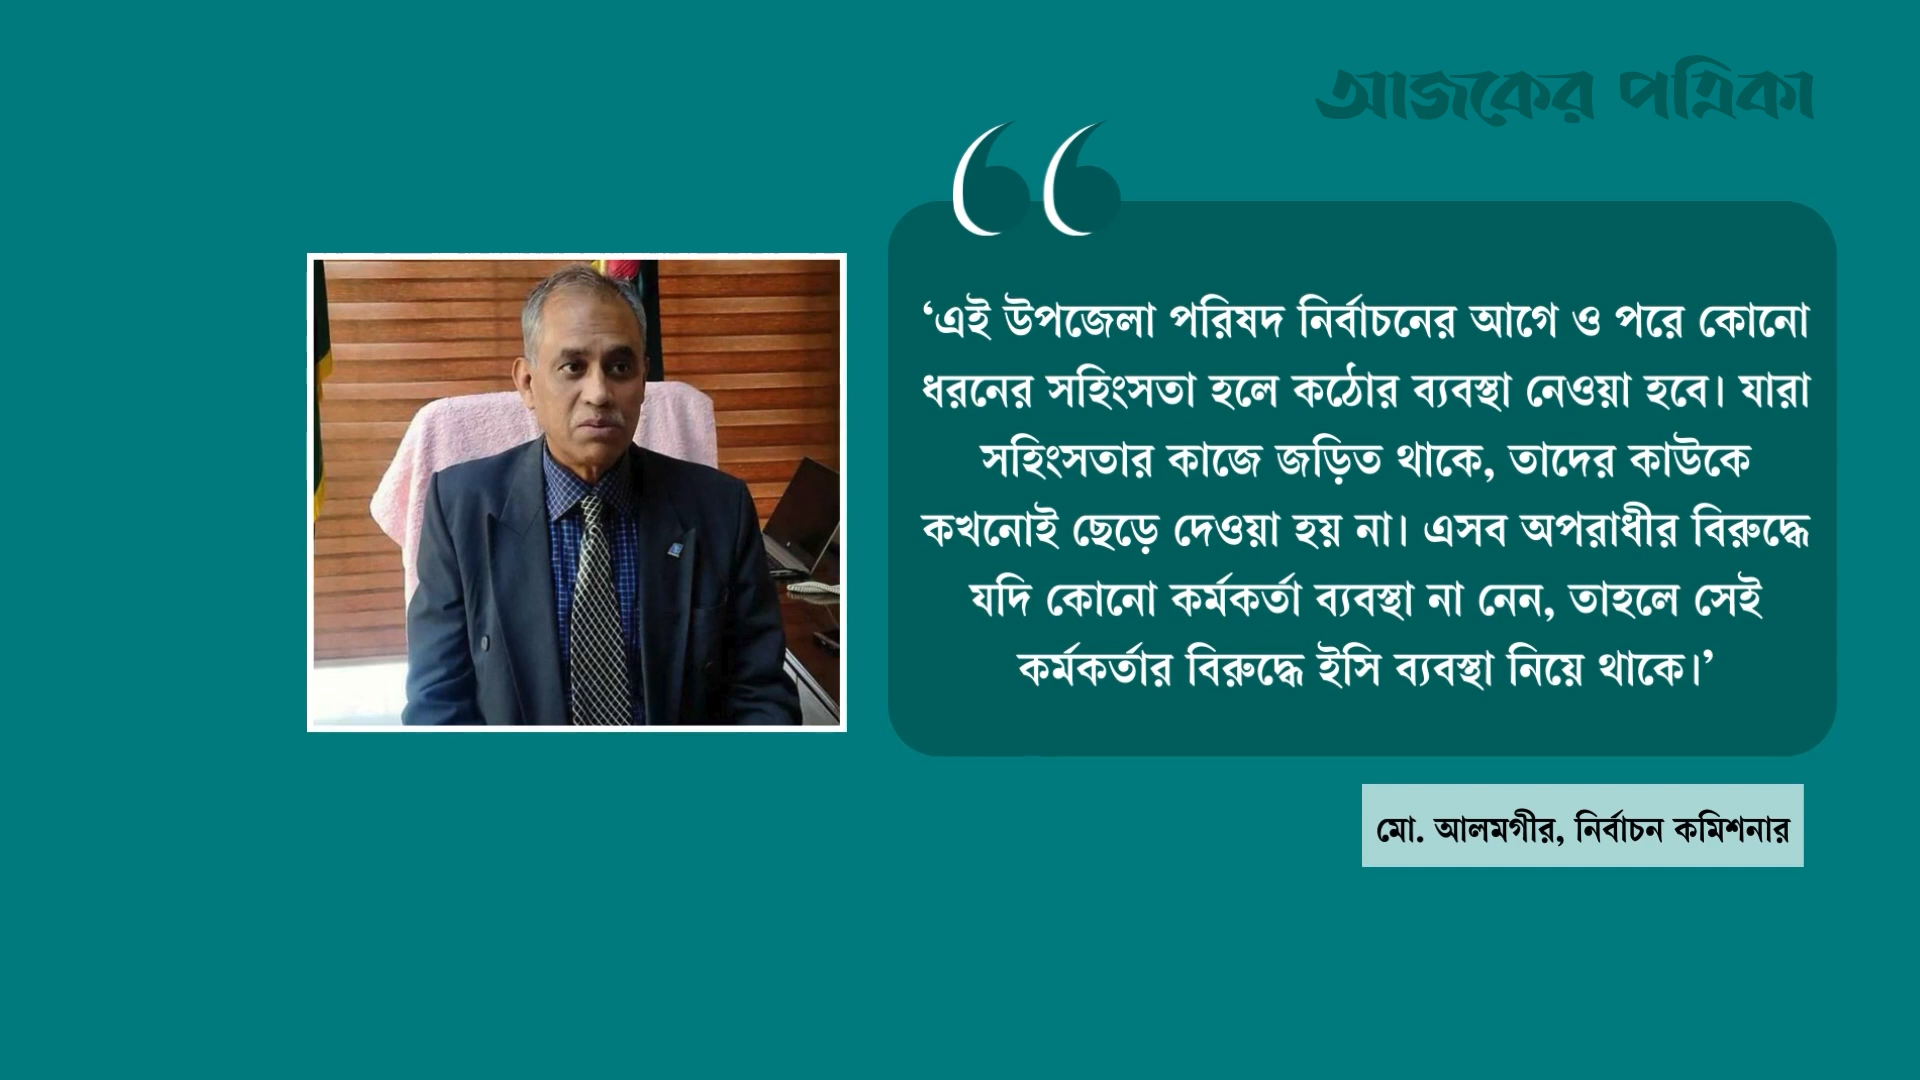 আজকের পত্রিকা
‘এই উপজেলা পরিষদ নির্বাচনের আগে ও পরে কোনো
ধরনের সহিংসতা হলে কঠোর ব্যবস্থা নেওয়া হবে। যারা
সহিংসতার কাজে জড়িত থাকে, তাদের কাউকে
কখনোই ছেড়ে দেওয়া হয় না। এসব অপরাধীর বিরুদ্ধে
যদি কোনো কর্মকর্তা ব্যবস্থা না নেন, তাহলে সেই
কর্মকর্তার বিরুদ্ধে ইসি ব্যবস্থা নিয়ে থাকে।’
মো. আলমগীর, নির্বাচন কমিশনার